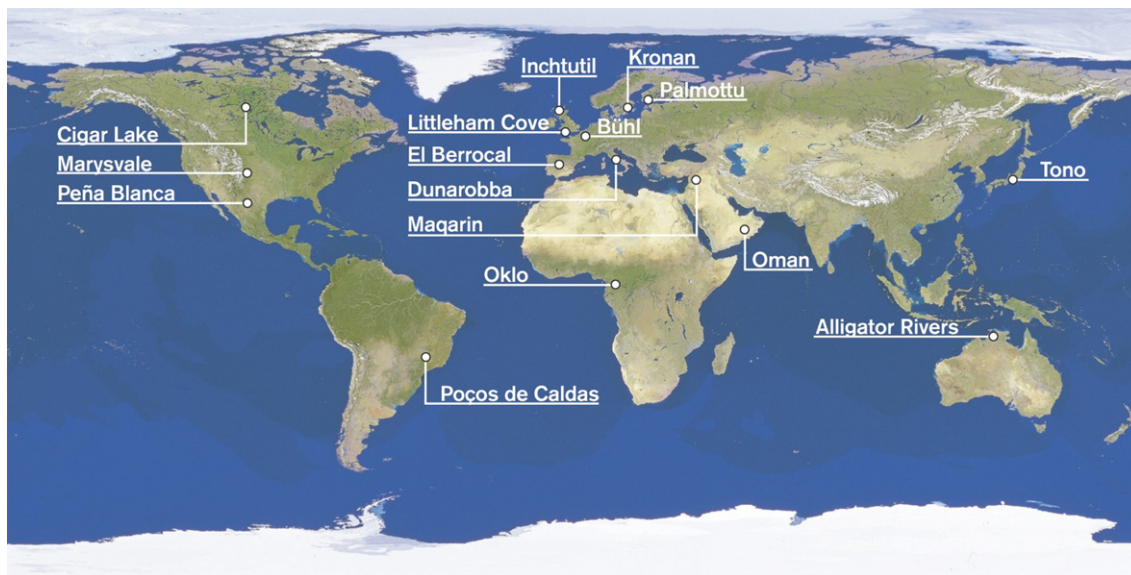 Inchtutil
Kronan
Palmottu
Littleham Cove
Bühl
Cigar Lake
Marysvale
El Berrocal
Peña Blanca
Dunarobba
Tono
Maqarin
Oman
Oklo
Alligator Rivers
Poços de Caldas